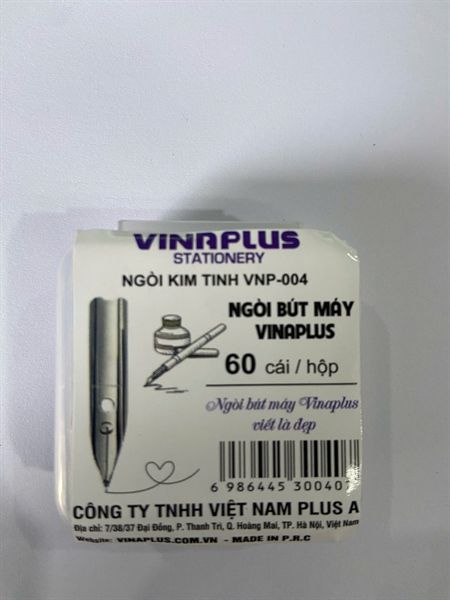 VINAPLUS
STATIONERY
NGÒI KIM TINH VNP-004
NGÒI BÚT MÁY
VINAPLUS
60 cái / hộp
Ngòi bút máy Vinaplus
viết là đẹp
6 986445 30040
CÔNG TY TNHH VIỆT NAM PLUS A
Địa chỉ: 7/38/37 Đại Đồng, P. Thanh Trì, Q. Hoàng Mai, TP. Hà Nội, Việt Nam
Website: VINAPLUS.COM.VN - MADE IN P.R.C